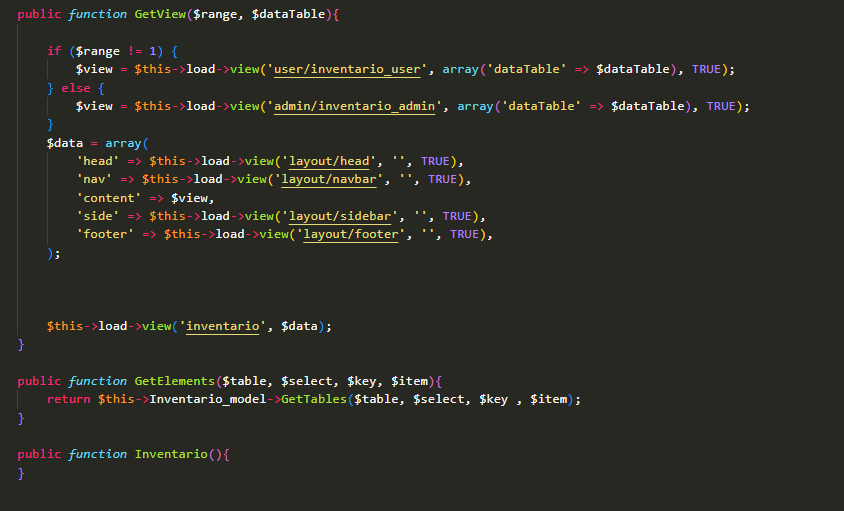 public function GetView($range, $dataTable){
if ($range != 1) {
$view = $this->load->view('user/inventario_user', array('dataTable' => $dataTable), TRUE);
} else {
$view = $this->load->view('admin/inventario_admin', array('dataTable' => $dataTable), TRUE);
}
$data = array(
'head' => $this->load->view('layout/head', '', TRUE),
'nav' => $this->load->view('layout/navbar', '', TRUE),
'content' => $view,
'side' => $this->load->view('layout/sidebar', '', TRUE),
'footer' => $this->load->view('layout/footer', '', TRUE),
);
$this->load->view('inventario', $data);
}
public function GetElements($table, $select, $key, $item){
return $this->Inventario_model->GetTables($table, $select, $key , $item);
}
public function Inventario(){
}